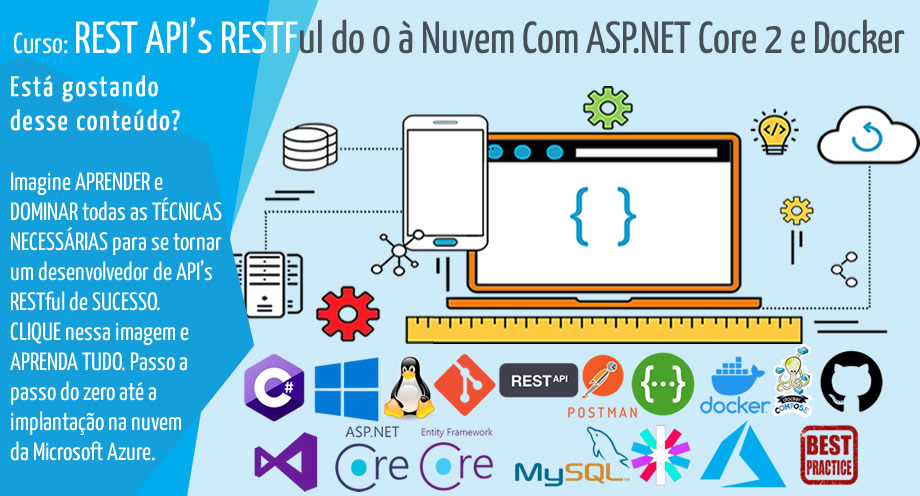 Curso: REST API's RESTFul do 0 à Nuvem Com ASP.NET Core 2 e Docker
Está gostando
desse conteúdo?
Imagine APRENDER e
DOMINAR todas as TÉCNICAS
NECESSÁRIAS para se tornar
um desenvolvedor de API's
RESTful de SUCESSO.
CLIQUE nessa imagem e
APRENDA TUDO. Passo a
passo do zero até a
implantação na nuvem
da Microsoft Azure.
{ }
</>
C#
REST API
POSTMAN
{...}
docker
docker
COMPOSE
ASP.NET
Core
Entity Framework
Core
MySQL
BEST
PRACTICE